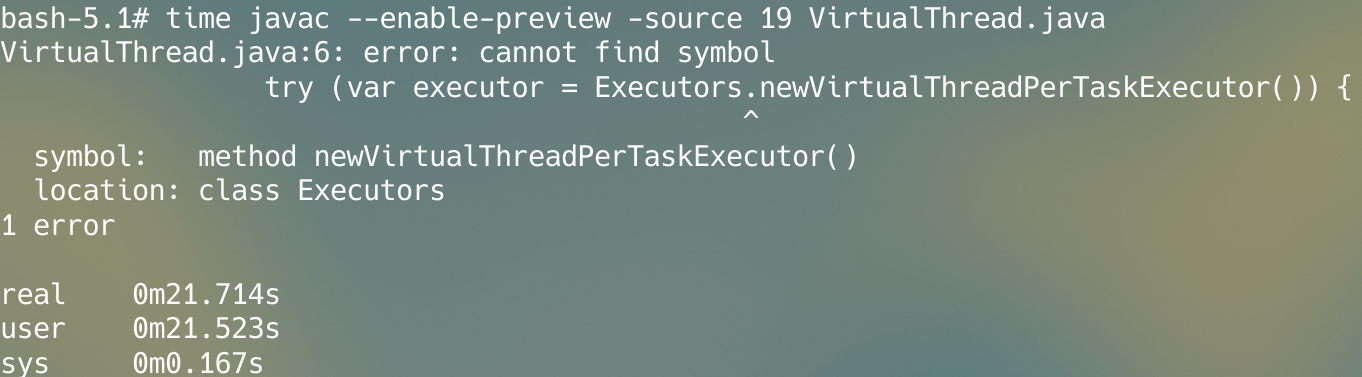 bash-5.1# time javac --enable-preview -source 19 VirtualThread.java
VirtualThread.java:6: error: cannot find symbol
                try (var executor = Executors.newVirtualThreadPerTaskExecutor()) {
                                             ^
  symbol:   method newVirtualThreadPerTaskExecutor()
  location: class Executors
1 error

real    0m21.714s
user    0m21.523s
sys     0m0.167s